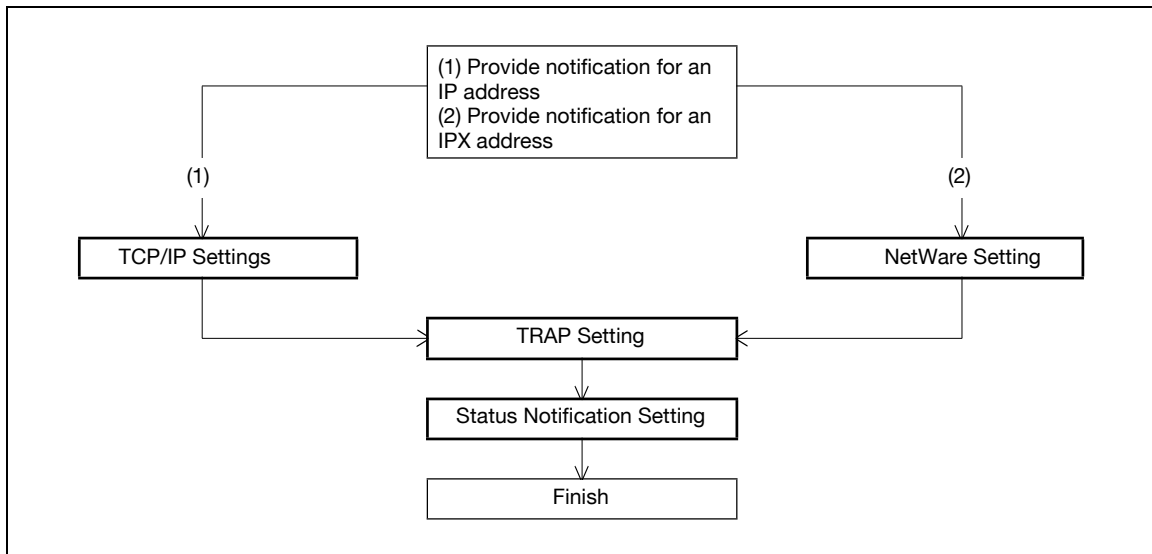 (1) Provide notification for an
IP address
(2) Provide notification for an
IPX address
(1)
(2)
TCP/IP Settings
NetWare Setting
TRAP Setting
Status Notification Setting
Finish